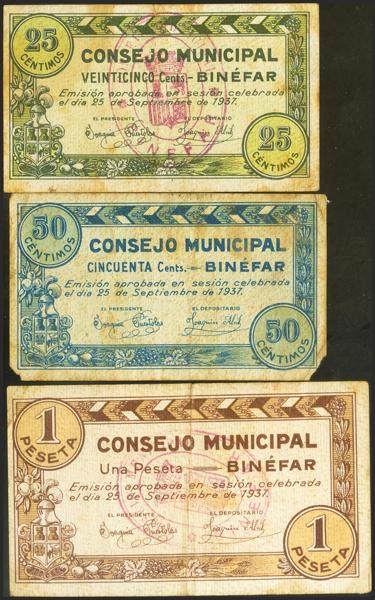 25
CÉNTIMOS
CONSEJO MUNICIPAL
VEINTICINCO Cents.- BINÉFAR
Emisión aprobada en sesión celebrada
el día 25 de Septiembre de 1937.
EL PRESIDENTE EL DEPOSITARIO
25
CÉNTIMOS
50
CÉNTIMOS
CONSEJO MUNICIPAL
CINCUENTA Cents. — BINÉFAR
Emisión aprobada en sesión celebrada
el día 25 de Septiembre de 1937.
EL PRESIDENTE EL DEPOSITARIO
50
CÉNTIMOS
1
PESETA
CONSEJO MUNICIPAL
Una Peseta — BINÉFAR
Emisión aprobada en sesión celebrada
el día 25 de Septiembre de 1937.
EL PRESIDENTE EL DEPOSITARIO
1
PESETA